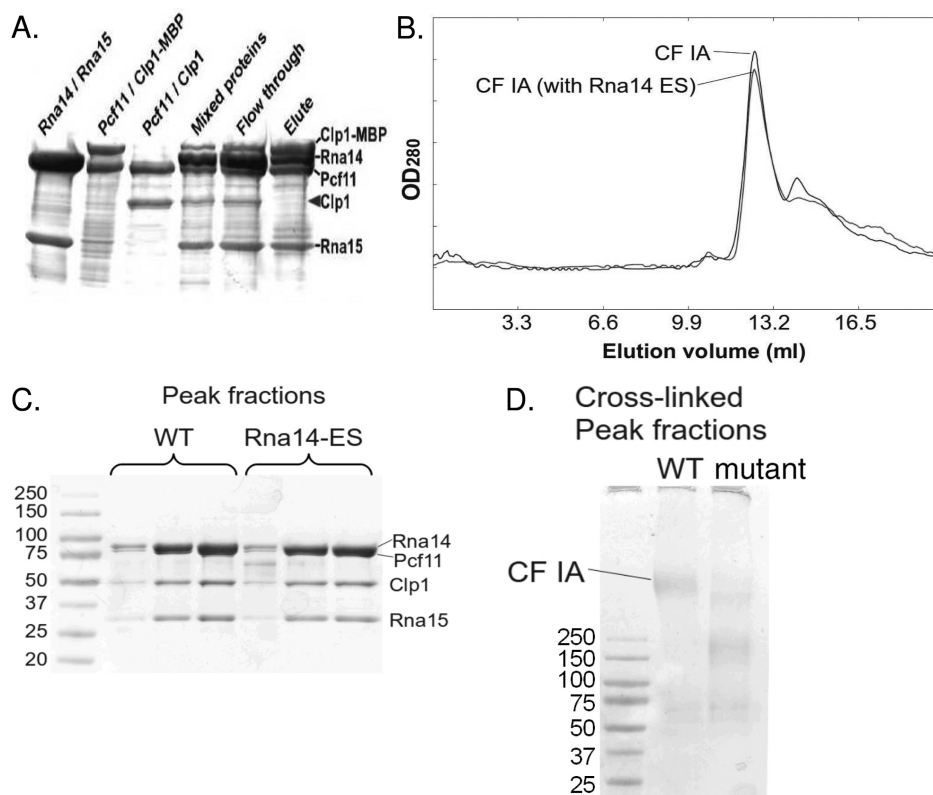 A.
Rna14 / Rna15
Pcf11 / Clp1-MBP
Pcf11 / Clp1
Mixed proteins
Flow through
Elute
Clp1-MBP
Rna14
Pcf11
Clp1
Rna15
B.
CF IA
CF IA (with Rna14 ES)
OD280
3.3 6.6 9.9 13.2 16.5
Elution volume (ml)
C.
Peak fractions
WT Rna14-ES
250
150
100
75
50
37
25
20
Rna14
Pcf11
Clp1
Rna15
D.
Cross-linked
Peak fractions
WT mutant
CF IA
250
150
100
75
50
37
25